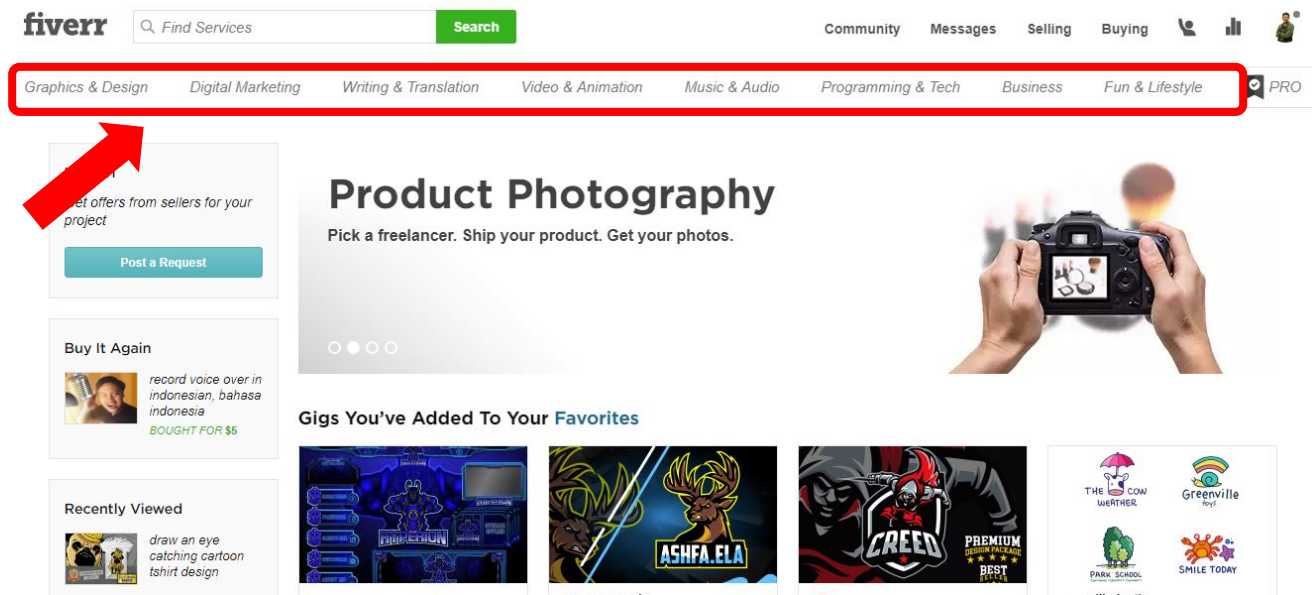 fiverr
Find Services
Search
Community Messages Selling Buying
Graphics & Design Digital Marketing Writing & Translation Video & Animation Music & Audio Programming & Tech Business Fun & Lifestyle PRO
offers from sellers for your
project
Post a Request
Product Photography
Pick a freelancer. Ship your product. Get your photos.
Buy It Again
record voice over in
indonesian, bahasa
indonesia
BOUGHT FOR $5
Gigs You've Added To Your Favorites
Recently Viewed
draw an eye
catching cartoon
tshirt design
EMPERION
ASHFA.ELA
CREED
PREMIUM
DESIGN PACKAGE
BEST
SELLER
THE COW
WEATHER
Greenville
toys
PARK SCHOOL
SMILE TODAY